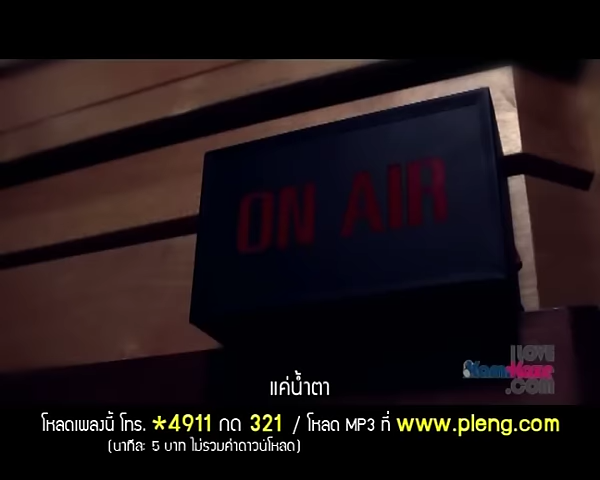 ON AIR
I LOVE
.COM
แค่น้ำตา
โหลดเพลงนี้ โทร. *4911 กด 321 / โหลด MP3 ที่ www.pleng.com
(นาทีละ 5 บาท ไม่รวมค่าดาวน์โหลด)